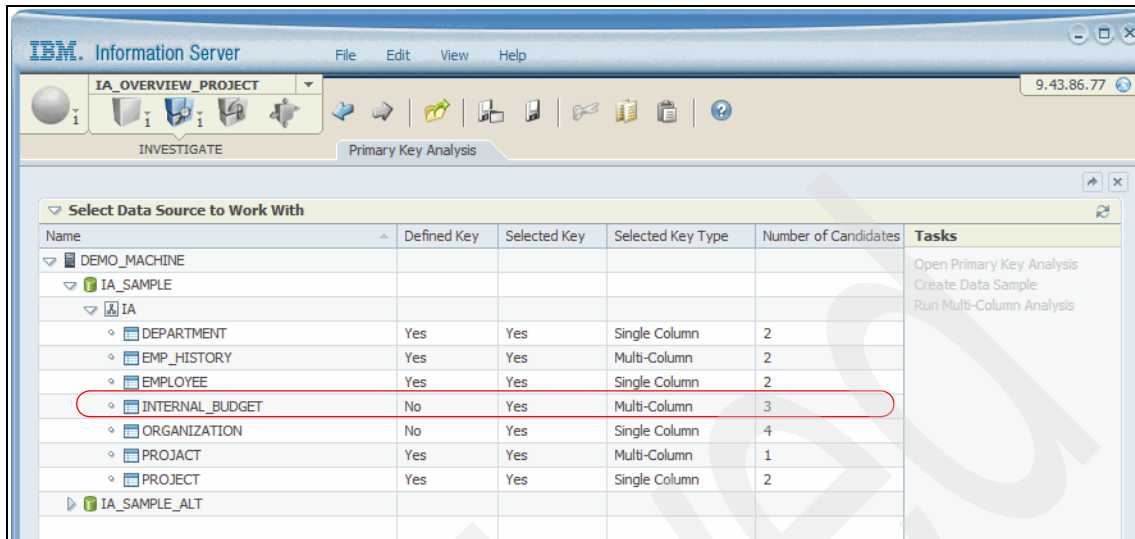 IBM. Information Server File Edit View Help
IA_OVERVIEW_PROJECT 9.43.86.77
1 1 1
INVESTIGATE Primary Key Analysis
Select Data Source to Work With
Name Defined Key Selected Key Selected Key Type Number of Candidates Tasks
DEMO_MACHINE Open Primary Key Analysis
IA_SAMPLE Create Data Sample
IA Run Multi-Column Analysis
DEPARTMENT Yes Yes Single Column 2
EMP_HISTORY Yes Yes Multi-Column 2
EMPLOYEE Yes Yes Single Column 2
INTERNAL_BUDGET No Yes Multi-Column 3
ORGANIZATION No Yes Single Column 4
PROJACT Yes Yes Multi-Column 1
PROJECT Yes Yes Single Column 2
IA_SAMPLE_ALT